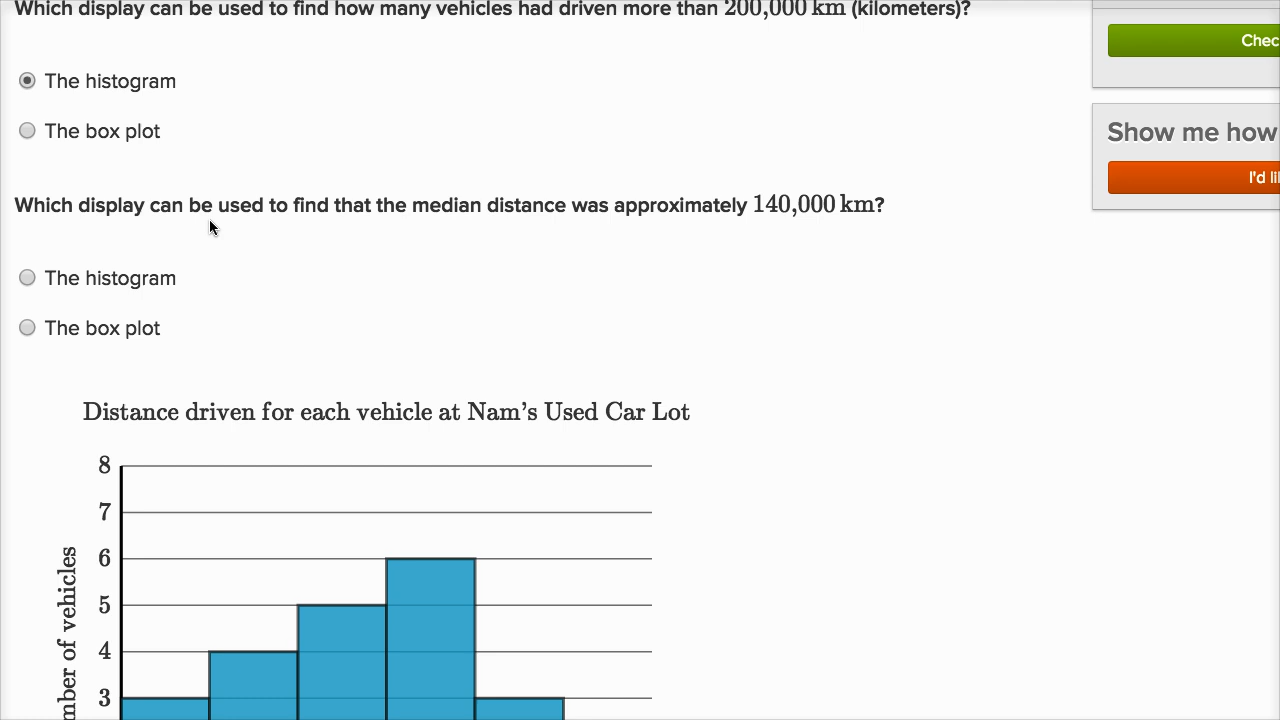 Which display can be used to find how many vehicles had driven more than 200,000 km (kilometers)?
Chec
The histogram
The box plot
Show me how
I'd li
Which display can be used to find that the median distance was approximately 140,000 km?
The histogram
The box plot
Distance driven for each vehicle at Nam's Used Car Lot
8
7
6
5
4
3
mber of vehicles